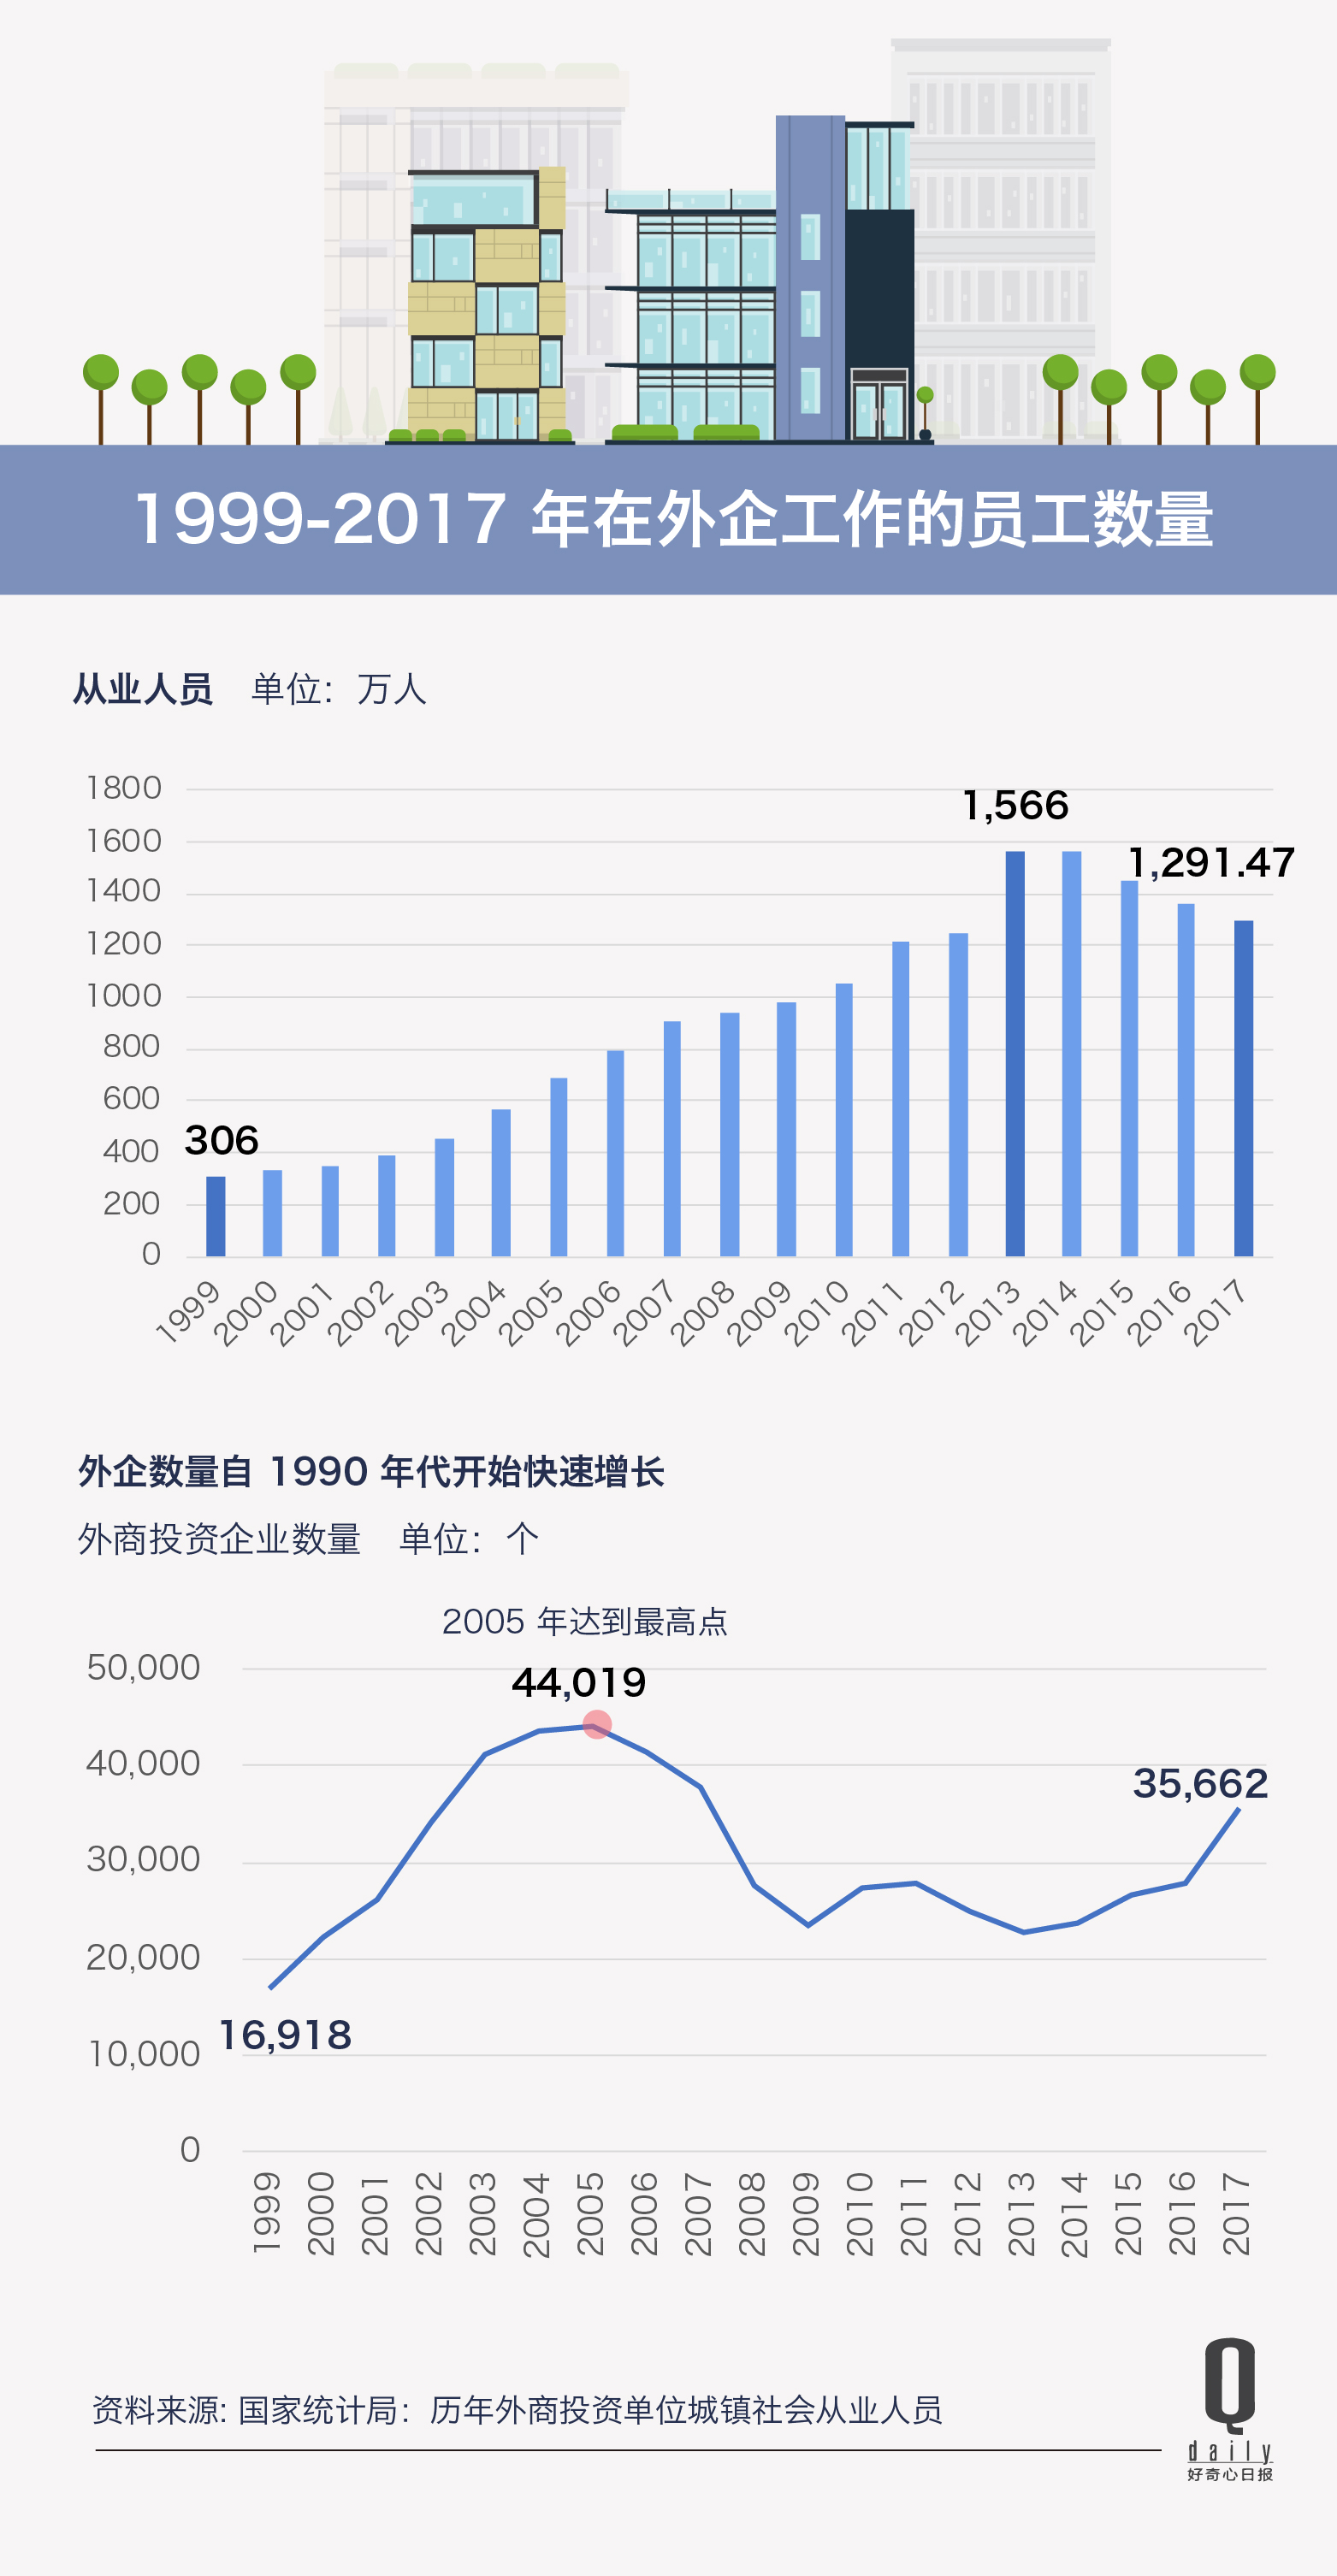 1999-2017 年在外企工作的员工数量
从业人员 单位：万人
1800
1,566
1600
1,291.47
1400
1200
1000
800
600
306
400
200
0
1999 2000 2001 2002 2003 2004 2005 2006 2007 2008 2009 2010 2011 2012 2013 2014 2015 2016 2017
外企数量自 1990 年代开始快速增长
外商投资企业数量 单位：个
2005 年达到最高点
50,000
44,019
40,000
35,662
30,000
20,000
16,918
10,000
0
1999 2000 2001 2002 2003 2004 2005 2006 2007 2008 2009 2010 2011 2012 2013 2014 2015 2016 2017
资料来源: 国家统计局：历年外商投资单位城镇社会从业人员
Q
daily
好奇心日报